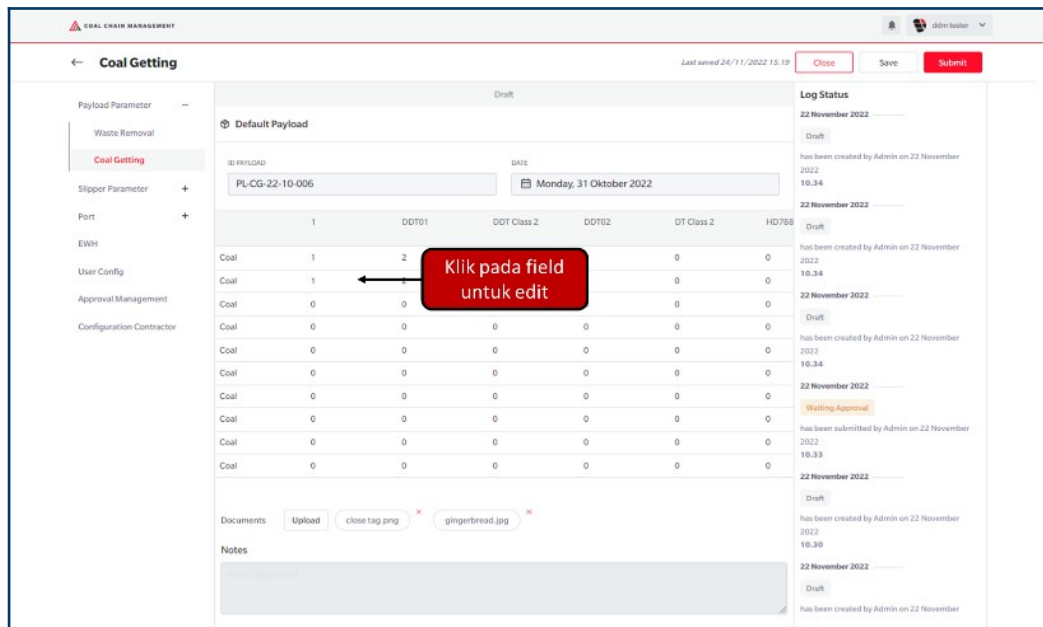 COAL CHAIN MANAGEMENT
ddm tester
← Coal Getting
Last saved 24/11/2022 15.19
Close
Save
Submit
Payload Parameter −
Waste Removal
Coal Getting
Slipper Parameter +
Port +
EWH
User Config
Approval Management
Configuration Contractor
Draft
Default Payload
ID PAYLOAD
PL-CG-22-10-006
DATE
Monday, 31 Oktober 2022
1 DDT01 DDT Class 2 DDT02 DT Class 2 HD788
Coal 1 2 0 0
Coal 1 2 0 0
Coal 0 0 0 0
Coal 0 0 0 0 0 0
Coal 0 0 0 0 0 0
Coal 0 0 0 0 0 0
Coal 0 0 0 0 0 0
Coal 0 0 0 0 0 0
Coal 0 0 0 0 0 0
Coal 0 0 0 0 0 0
Klik pada field
untuk edit
Documents
Upload
close tag.png ×
gingerbread.jpg ×
Notes
Log Status
22 November 2022
Draft
has been created by Admin on 22 November
2022
10.34
22 November 2022
Draft
has been created by Admin on 22 November
2022
10.34
22 November 2022
Draft
has been created by Admin on 22 November
2022
10.34
22 November 2022
Waiting Approval
has been submitted by Admin on 22 November
2022
10.33
22 November 2022
Draft
has been created by Admin on 22 November
2022
10.30
22 November 2022
Draft
has been created by Admin on 22 November